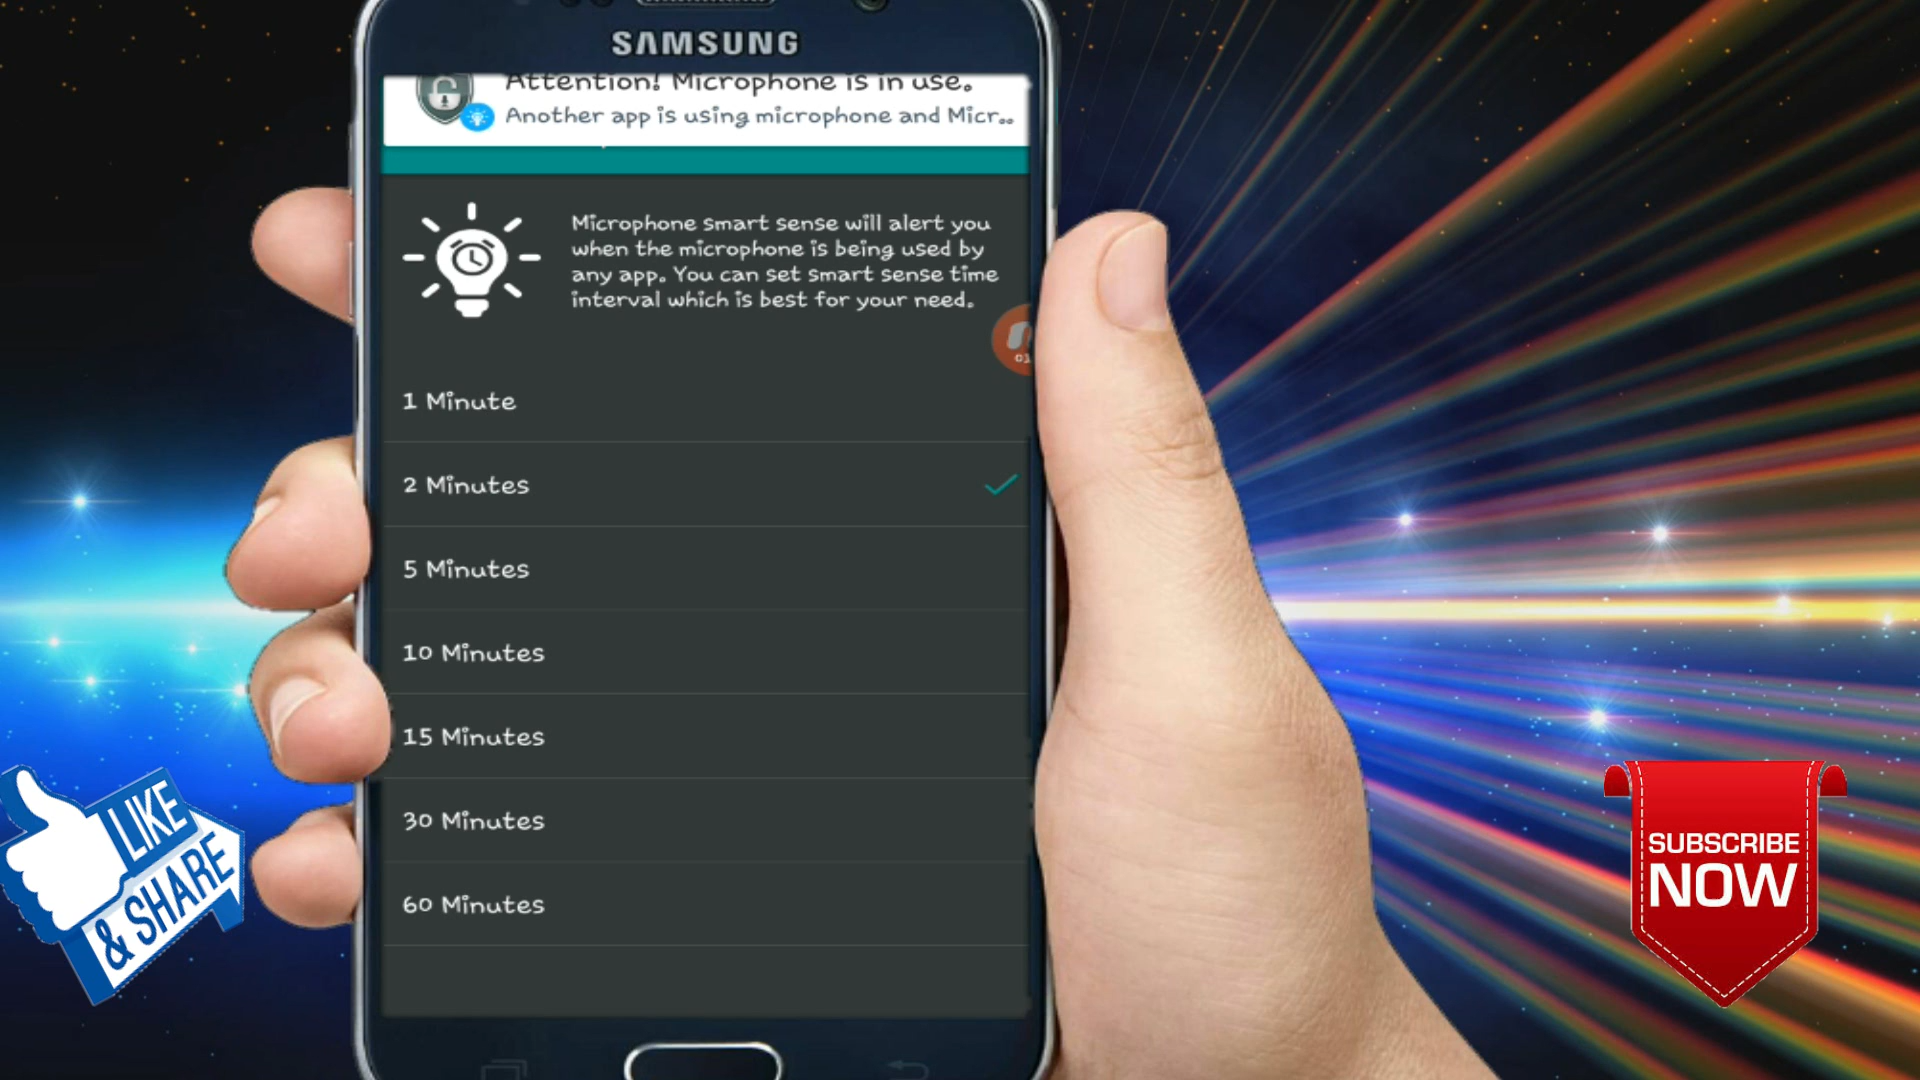 SAMSUNG
Attention! Microphone is in use.
Another app is using microphone and Micr..
Microphone smart sense will alert you
when the microphone is being used by
any app. You can set smart sense time
interval which is best for your need.
1 Minute
2 Minutes
5 Minutes
10 Minutes
15 Minutes
30 Minutes
60 Minutes
LIKE
& SHARE
SUBSCRIBE
NOW